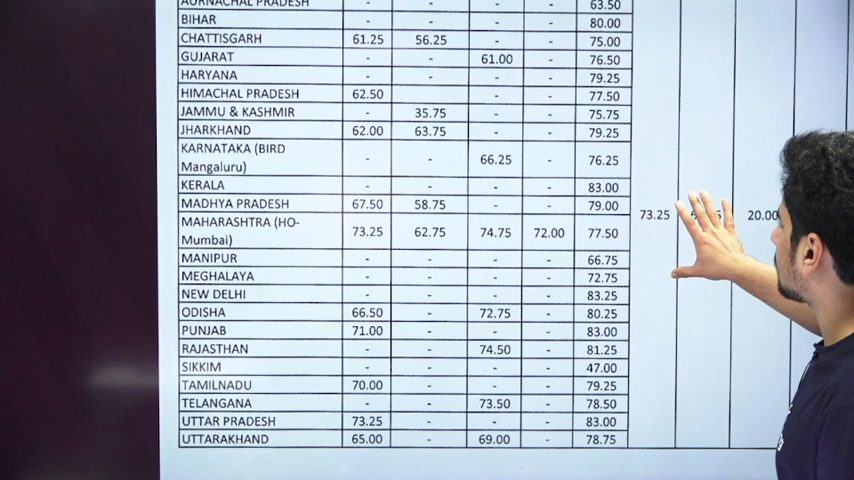 AURNACHAL PRADESH - - - - 63.50
BIHAR - - - - 80.00
CHATTISGARH 61.25 56.25 - - 75.00
GUJARAT - - 61.00 - 76.50
HARYANA - - - - 79.25
HIMACHAL PRADESH 62.50 - - - 77.50
JAMMU & KASHMIR - 35.75 - - 75.75
JHARKHAND 62.00 63.75 - - 79.25
KARNATAKA (BIRD
Mangaluru) - - 66.25 - 76.25
KERALA - - - - 83.00
MADHYA PRADESH 67.50 58.75 - - 79.00
73.25 20.00
MAHARASHTRA (HO-
Mumbai) 73.25 62.75 74.75 72.00 77.50
MANIPUR - - - - 66.75
MEGHALAYA - - - - 72.75
NEW DELHI - - - - 83.25
ODISHA 66.50 - 72.75 - 80.25
PUNJAB 71.00 - - - 83.00
RAJASTHAN - - 74.50 - 81.25
SIKKIM - - - - 47.00
TAMILNADU 70.00 - - - 79.25
TELANGANA - - 73.50 - 78.50
UTTAR PRADESH 73.25 - - - 83.00
UTTARAKHAND 65.00 - 69.00 - 78.75